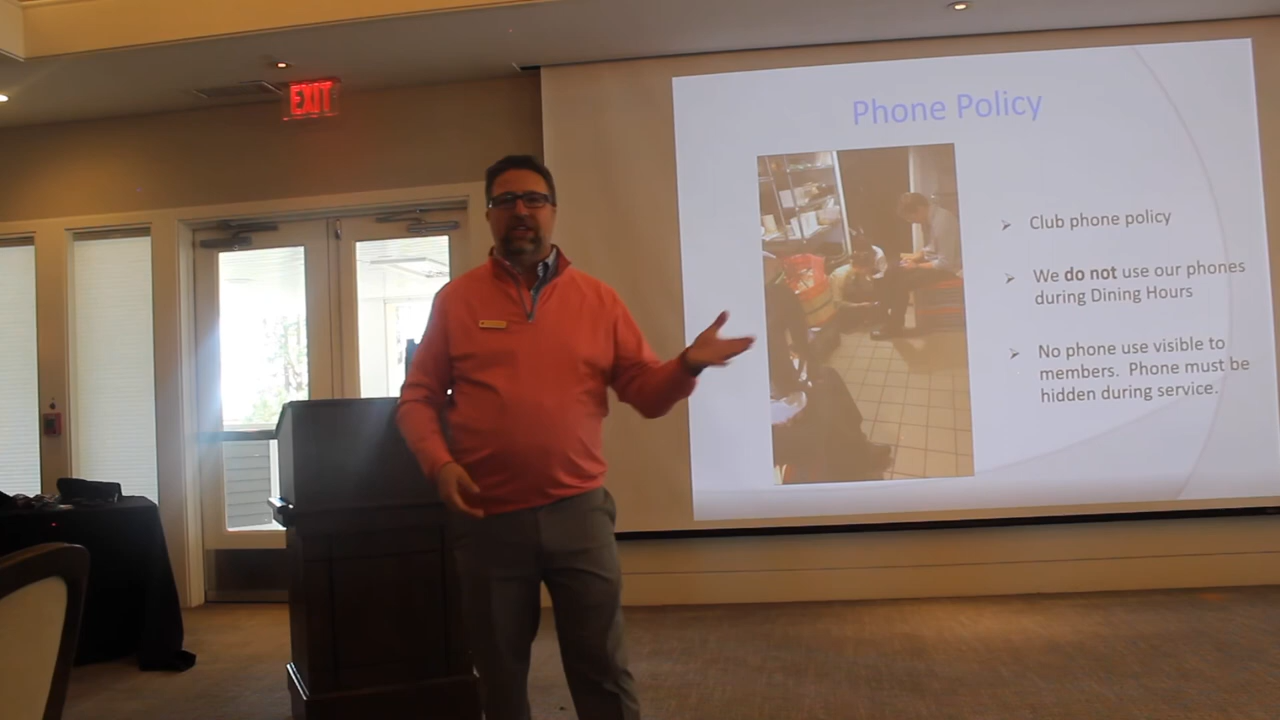 EXIT
Phone Policy
Club phone policy
We do not use our phones
during Dining Hours
No phone use visible to
members. Phone must be
hidden during service.